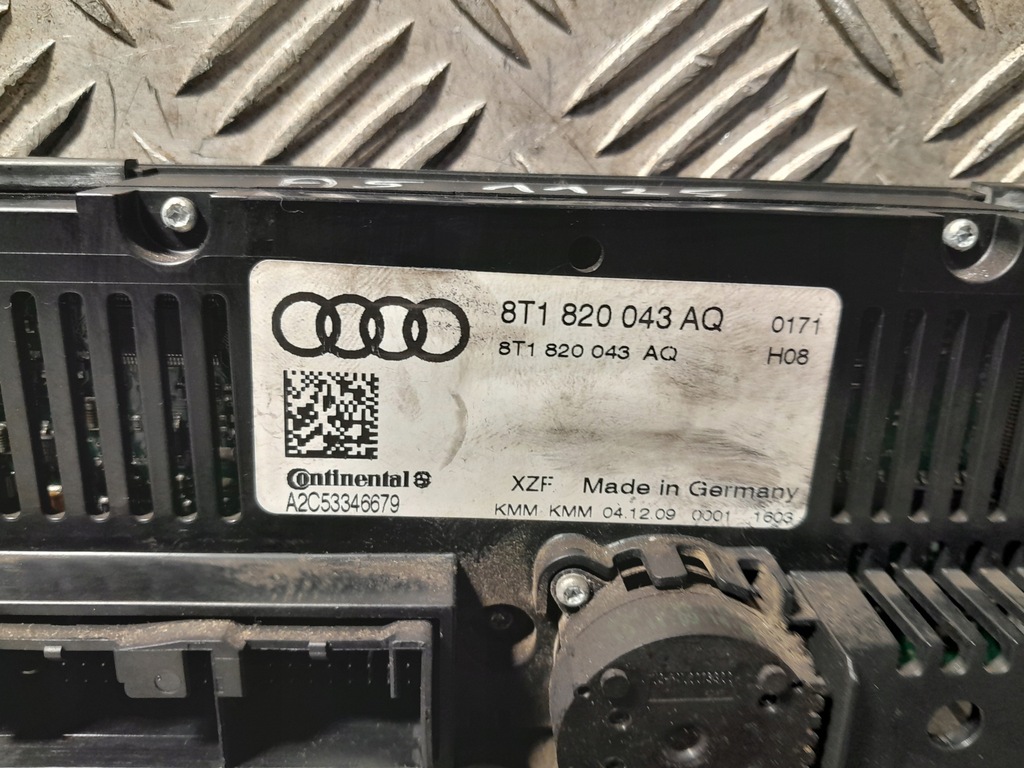 8T1 820 043 AQ 0171
8T1 820 043 AQ H08
Continental
A2C53346679
XZF Made in Germany
KMM KMM 04.12.09 0001 1603